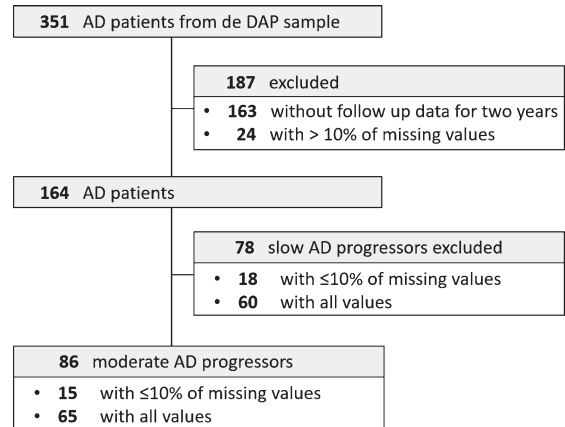 351 AD patients from de DAP sample
187 excluded
• 163 without follow up data for two years
• 24 with > 10% of missing values
164 AD patients
78 slow AD progressors excluded
• 18 with ≤10% of missing values
• 60 with all values
86 moderate AD progressors
• 15 with ≤10% of missing values
• 65 with all values